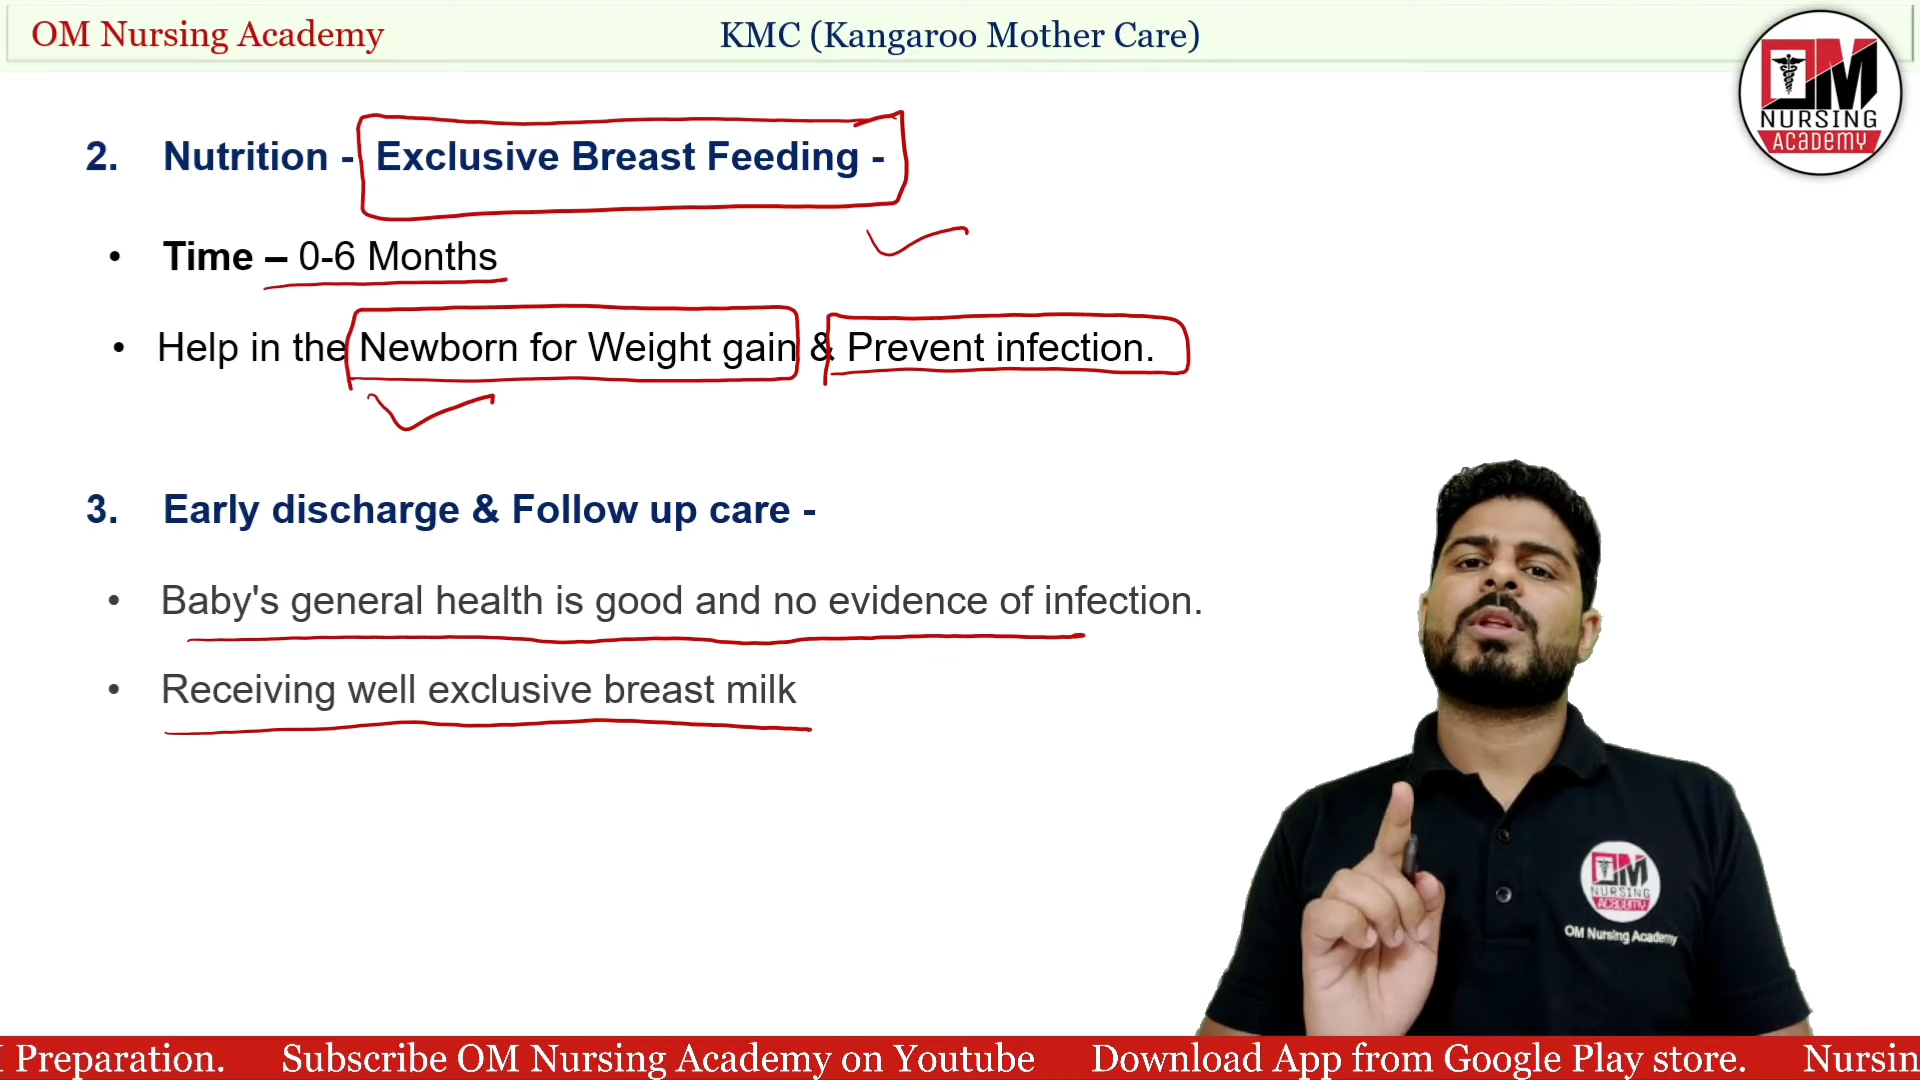 OM Nursing Academy
KMC (Kangaroo Mother Care)
OM
NURSING
ACADEMY
2. Nutrition - Exclusive Breast Feeding -
• Time – 0-6 Months
• Help in the Newborn for Weight gain & Prevent infection.
3. Early discharge & Follow up care -
• Baby's general health is good and no evidence of infection.
• Receiving well exclusive breast milk
OM
NURSING
ACADEMY
OM Nursing Academy
Preparation. Subscribe OM Nursing Academy on Youtube Download App from Google Play store. Nursin